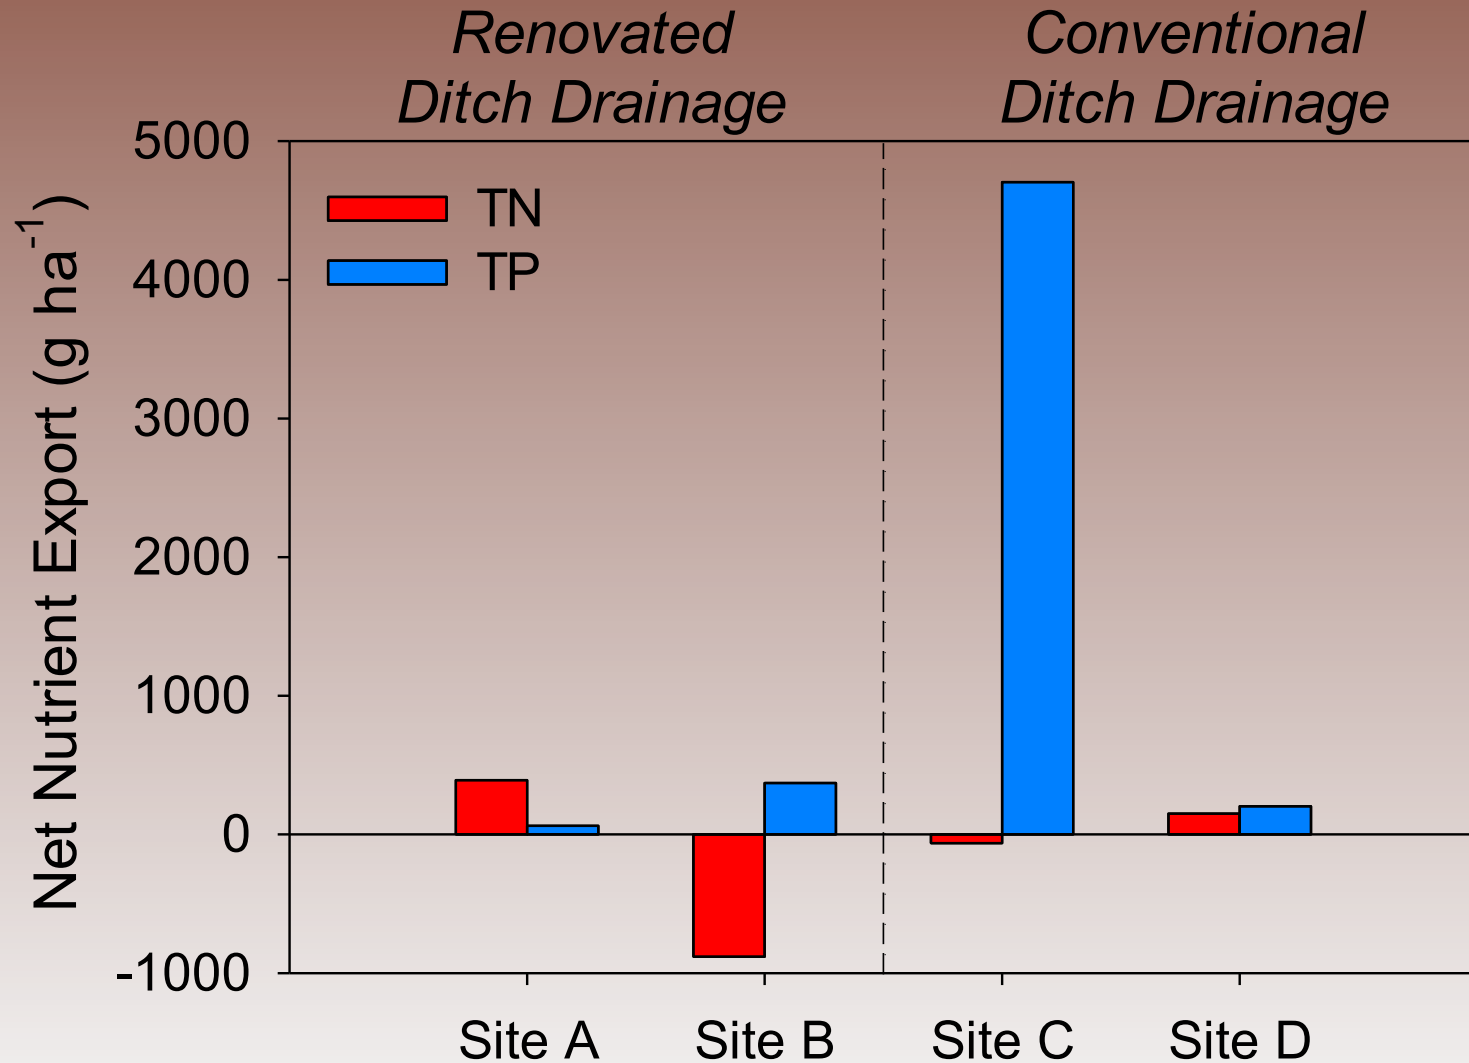 Renovated
Ditch Drainage
Conventional
Ditch Drainage
5000
4000
3000
2000
1000
0
-1000
Net Nutrient Export (g ha⁻¹)
TN
TP
Site A
Site B
Site C
Site D